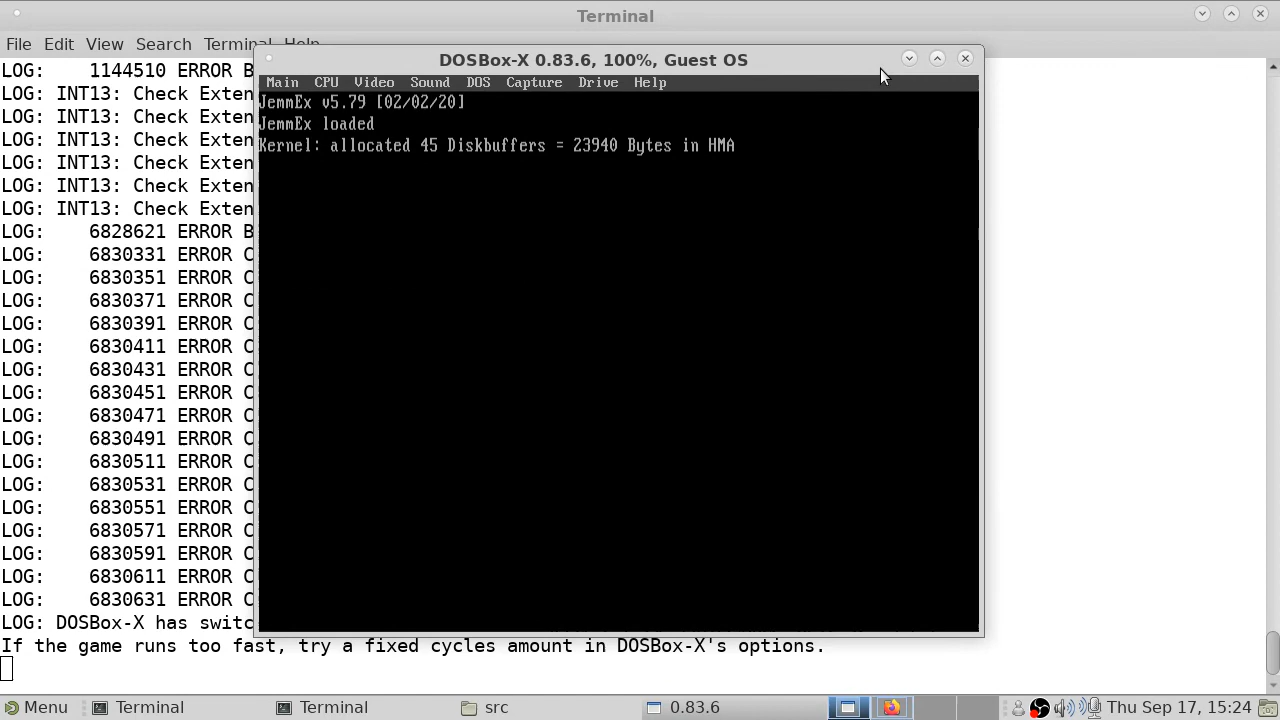 Terminal
File Edit View Search Terminal Help
LOG: 1144510 ERROR B
LOG: INT13: Check Exten
LOG: INT13: Check Exten
LOG: INT13: Check Exten
LOG: INT13: Check Exten
LOG: INT13: Check Exten
LOG: INT13: Check Exten
LOG: 6828621 ERROR B
LOG: 6830331 ERROR C
LOG: 6830351 ERROR C
LOG: 6830371 ERROR C
LOG: 6830391 ERROR C
LOG: 6830411 ERROR C
LOG: 6830431 ERROR C
LOG: 6830451 ERROR C
LOG: 6830471 ERROR C
LOG: 6830491 ERROR C
LOG: 6830511 ERROR C
LOG: 6830531 ERROR C
LOG: 6830551 ERROR C
LOG: 6830571 ERROR C
LOG: 6830591 ERROR C
LOG: 6830611 ERROR C
LOG: 6830631 ERROR C
LOG: DOSBox-X has switc
If the game runs too fast, try a fixed cycles amount in DOSBox-X's options.
DOSBox-X 0.83.6, 100%, Guest OS
Main CPU Video Sound DOS Capture Drive Help
JemmEx v5.79 [02/02/20]
JemmEx loaded
Kernel: allocated 45 Diskbuffers = 23940 Bytes in HMA
Menu Terminal Terminal src 0.83.6 Thu Sep 17, 15:24